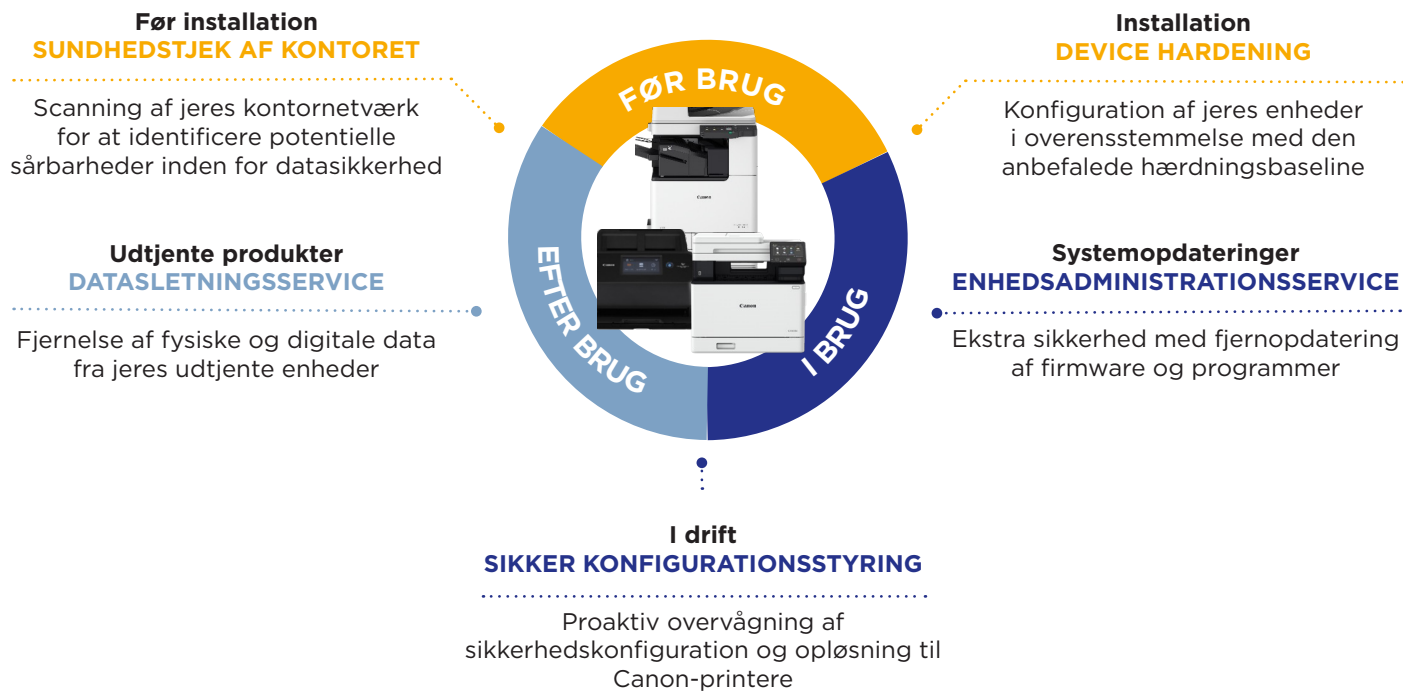 Før installation
SUNDHEDSTJEK AF KONTORET
Scanning af jeres kontornetværk
for at identificere potentielle
sårbarheder inden for datasikkerhed
Installation
DEVICE HARDENING
Konfiguration af jeres enheder
i overensstemmelse med den
anbefalede hærdningsbaseline
FØR BRUG
I BRUG
EFTER BRUG
Canon
Canon
Udtjente produkter
DATASLETNINGSSERVICE
Fjernelse af fysiske og digitale data
fra jeres udtjente enheder
Systemopdateringer
ENHEDSADMINISTRATIONSSERVICE
Ekstra sikkerhed med fjernopdatering
af firmware og programmer
I drift
SIKKER KONFIGURATIONSSTYRING
Proaktiv overvågning af
sikkerhedskonfiguration og opløsning til
Canon-printere